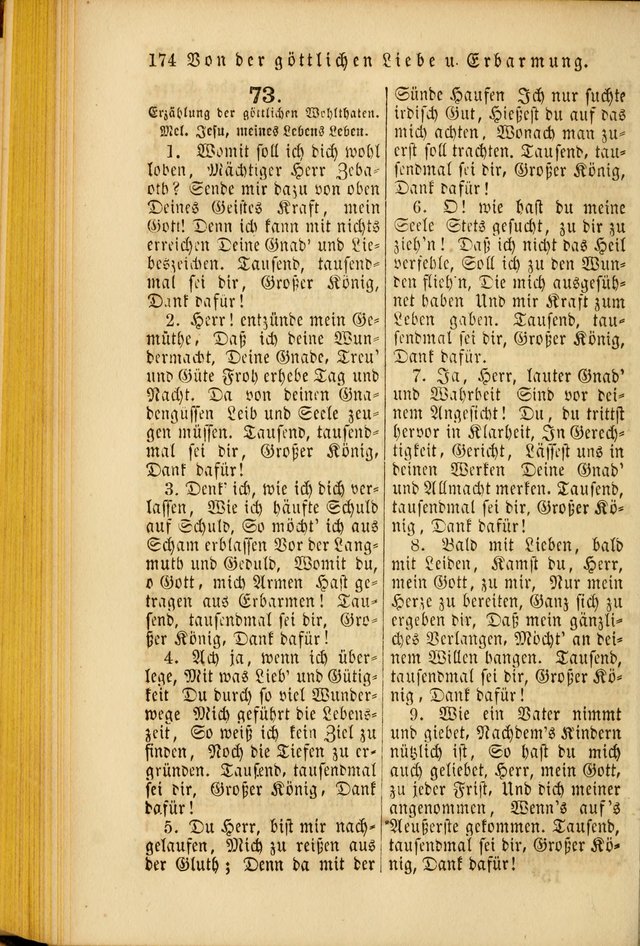 174 Von der göttlichen Liebe u. Erbarmung.
73.
Erzählung der göttlichen Wohlthaten.
Mel. Jesu, meines Lebens Leben.
1. Womit soll ich dich wohl
loben, Mächtiger Herr Zeba-
oth? Sende mir dazu von oben
Deines Geistes Kraft, mein
Gott! Denn ich kann mit nichts
erreichen Deine Gnad' und Lie-
beszeichen. Tausend, tausend-
mal sei dir, Großer König,
Dank dafür!
2. Herr! entzünde mein Ge-
müthe, Daß ich deine Wun-
dermacht, Deine Gnade, Treu'
und Güte Froh erhebe Tag und
Nacht. Da von deinen Gna-
dengüssen Leib und Seele zeu-
gen müssen. Tausend, tausend-
mal sei dir, Großer König,
Dank dafür!
3. Denk' ich, wie ich dich ver-
lassen, Wie ich häufte Schuld
auf Schuld, So möcht' ich aus
Scham erblassen Vor der Lang-
muth und Geduld, Womit du,
o Gott, mich Armen Hast ge-
tragen aus Erbarmen! Tau-
send, tausendmal sei dir, Gro-
ßer König, Dank dafür!
4. Ach ja, wenn ich über-
lege, Mit was Lieb' und Gütig-
keit Du durch so viel Wunder-
wege Mich geführt die Lebens-
zeit, So weiß ich kein Ziel zu
finden, Noch die Tiefen zu er-
gründen. Tausend, tausendmal
sei dir, Großer König, Dank
dafür!
5. Du Herr, bist mir nach-
gelaufen, Mich zu reißen aus
der Gluth; Denn da mit der
Sünde Haufen Ich nur suchte
irdisch Gut, Hießest du auf das
mich achten, Wonach man zu-
erst soll trachten. Tausend, tau-
sendmal sei dir, Großer König,
Dank dafür!
6. O! wie hast du meine
Seele Stets gesucht, zu dir zu
zieh'n! Daß ich nicht das Heil
verfehle, Soll ich zu den Wun-
den flieh'n, Die mich ausgesüh-
net haben Und mir Kraft zum
Leben gaben. Tausend, tau-
sendmal sei dir, Großer König,
Dank dafür.
7. Ja, Herr, lauter Gnad'
und Wahrheit Sind vor dei-
nem Angesicht! Du, du trittst
hervor in Klarheit, In Gerech-
tigkeit, Gericht, Lässest uns in
deinen Werken Deine Gnad'
und Allmacht merken. Tausend,
tausendmal sei dir, Großer Kö-
nig, Dank dafür!
8. Bald mit Lieben, bald
mit Leiden, Kamst du, Herr,
mein Gott, zu mir, Nur mein
Herze zu bereiten, Ganz sich zu
ergeben dir, Daß mein gänzli-
ches Verlangen, Möcht' an dei-
nem Willen hangen. Tausend,
tausendmal sei dir, Großer Kö-
nig, Dank dafür!
9. Wie ein Vater nimmt
und giebet, Nachdem's Kindern
nützlich ist, So hast du mich
auch geliebet, Herr, mein Gott,
zu jeder Frist, Und dich meiner
angenommen, Wenn's auf's
Aeußerste gekommen. Tausend,
tausendmal sei dir, Großer Kö-
nig, Dank dafür!